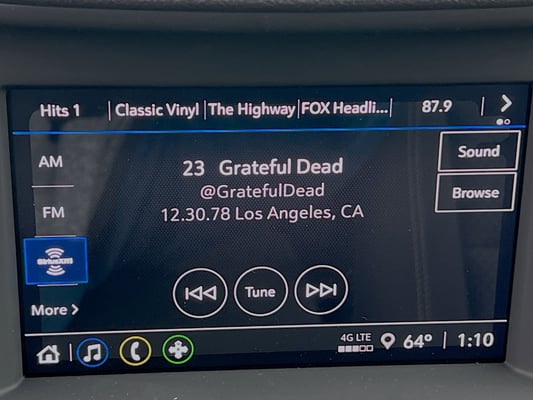 Hits 1 Classic Vinyl The Highway FOX Headli... 87.9
AM
FM
SiriusXM
More
23 Grateful Dead
@GratefulDead
12.30.78 Los Angeles, CA
Tune
Sound
Browse
4G LTE 64° 1:10